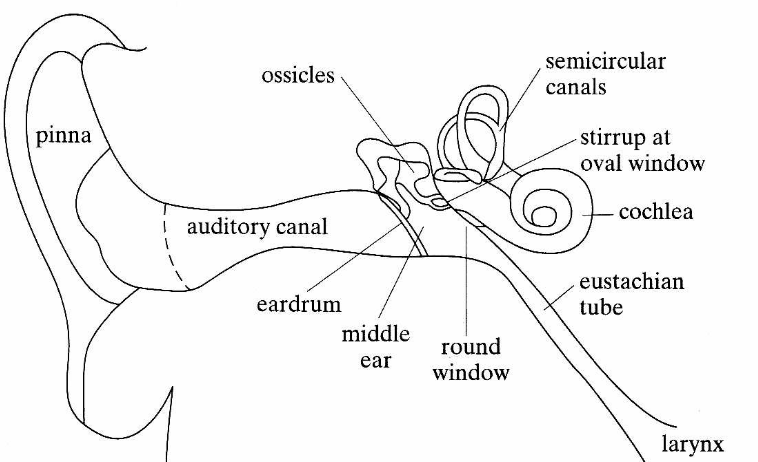 semicircular
canals
ossicles
pinna
stirrup at
oval window
cochlea
auditory canal
eustachian
tube
eardrum
middle
ear
round
window
larynx